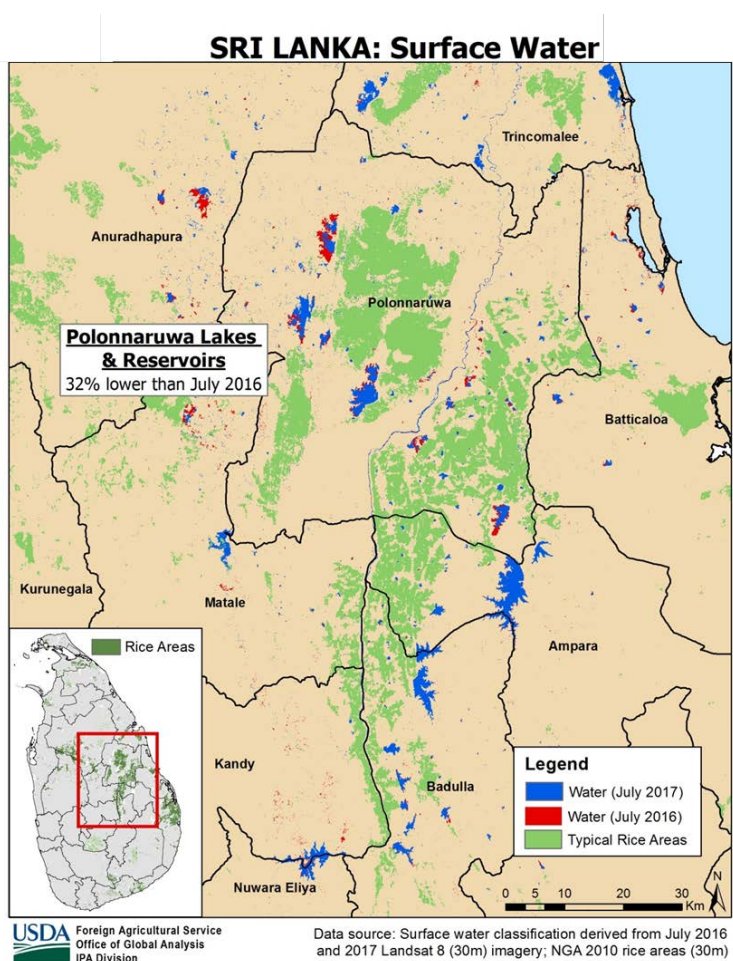 SRI LANKA: Surface Water
Trincomalee
Anuradhapura
Polonnaruwa
Polonnaruwa Lakes
& Reservoirs
32% lower than July 2016
Batticaloa
Kurunegala
Matale
Ampara
Rice Areas
Kandy
Badulla
Nuwara Eliya
Legend
Water (July 2017)
Water (July 2016)
Typical Rice Areas
N
0 5 10 20 30
Km
USDA
Foreign Agricultural Service
Office of Global Analysis
IPA Division
Data source: Surface water classification derived from July 2016
and 2017 Landsat 8 (30m) imagery; NGA 2010 rice areas (30m)